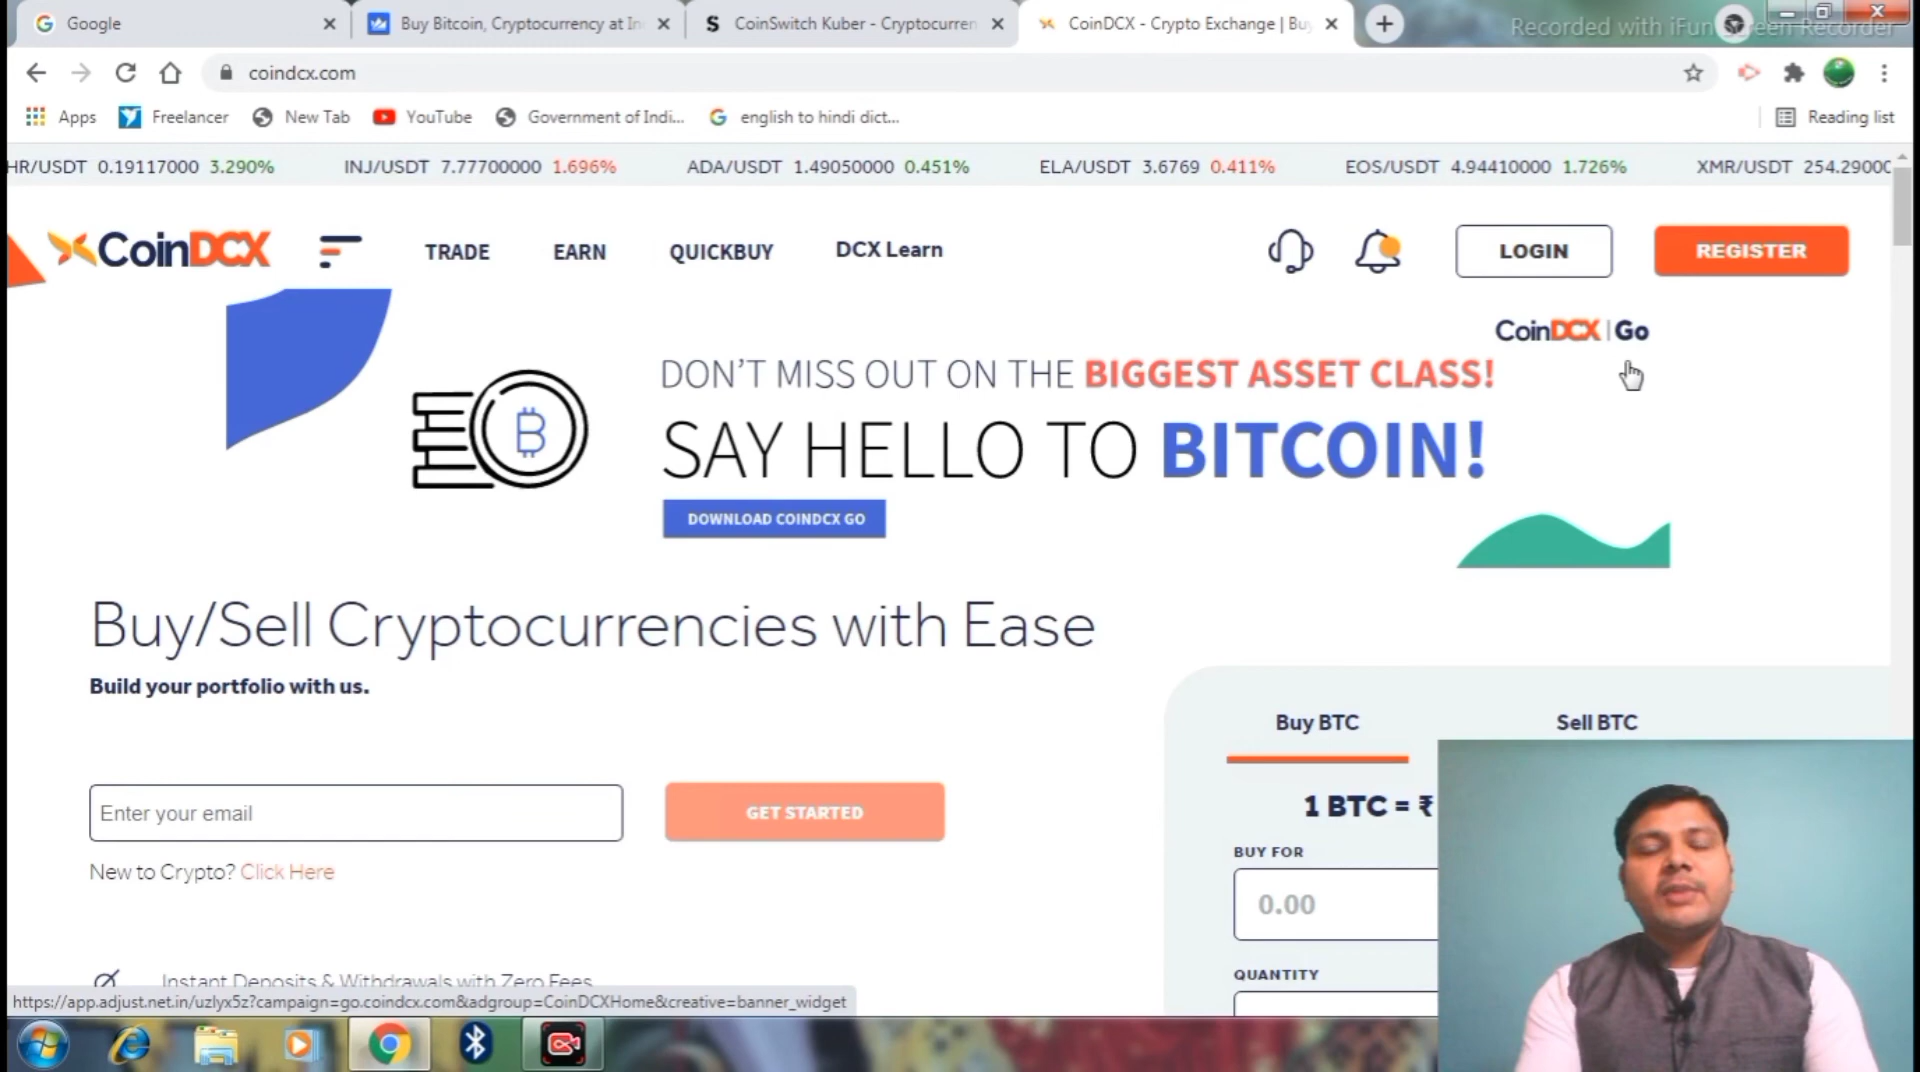 Google
Buy Bitcoin, Cryptocurrency at In
CoinSwitch Kuber - Cryptocurren
CoinDCX - Crypto Exchange | Bu
Recorded with iFun Screen Recorder
coindcx.com
Apps
Freelancer
New Tab
YouTube
Government of Indi...
english to hindi dict...
Reading list
HR/USDT 0.19117000 3.290%
INJ/USDT 7.77700000 1.696%
ADA/USDT 1.49050000 0.451%
ELA/USDT 3.6769 0.411%
EOS/USDT 4.94410000 1.726%
XMR/USDT 254.2900
CoinDCX
TRADE
EARN
QUICKBUY
DCX Learn
LOGIN
REGISTER
CoinDCX | Go
DON'T MISS OUT ON THE BIGGEST ASSET CLASS!
SAY HELLO TO BITCOIN!
DOWNLOAD COINDCX GO
Buy/Sell Cryptocurrencies with Ease
Build your portfolio with us.
Enter your email
GET STARTED
New to Crypto? Click Here
Buy BTC
Sell BTC
1 BTC = ₹
BUY FOR
0.00
QUANTITY
Instant Deposits & Withdrawals with Zero Fees
https://app.adjust.net.in/uzlyx5z?campaign=go.coindcx.com&adgroup=CoinDCXHome&creative=banner_widget